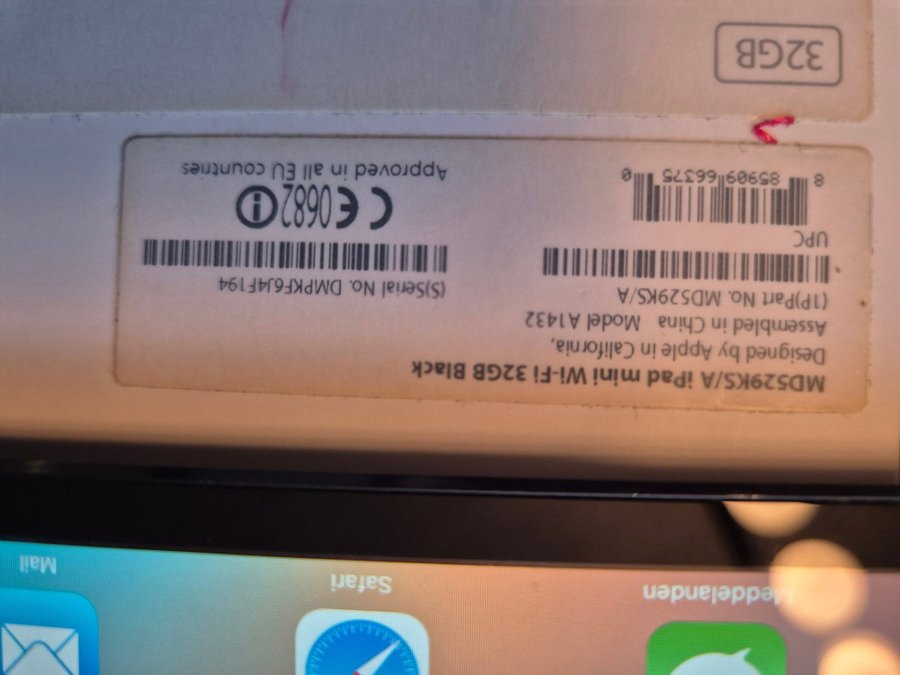 MD529KS/A iPad mini Wi-Fi 32GB Black
Designed by Apple in California,
Assembled in China Model A1432
(1P)Part No. MD529KS/A
UPC
8 85909 66375 0
(S)Serial No. DMPKF6J4F194
CE0682
Approved in all EU countries
32GB
Meddelanden
Safari
Mail